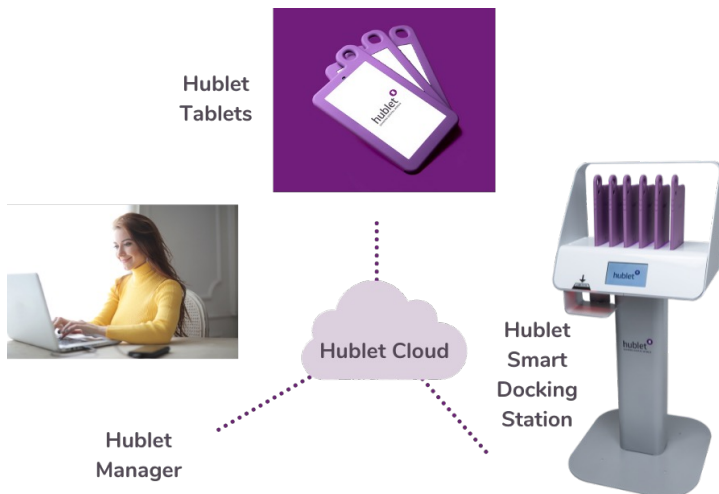 Hublet
Tablets
hublet
Hublet Cloud
hublet
Hublet
Smart
Docking
Station
hublet
Hublet
Manager